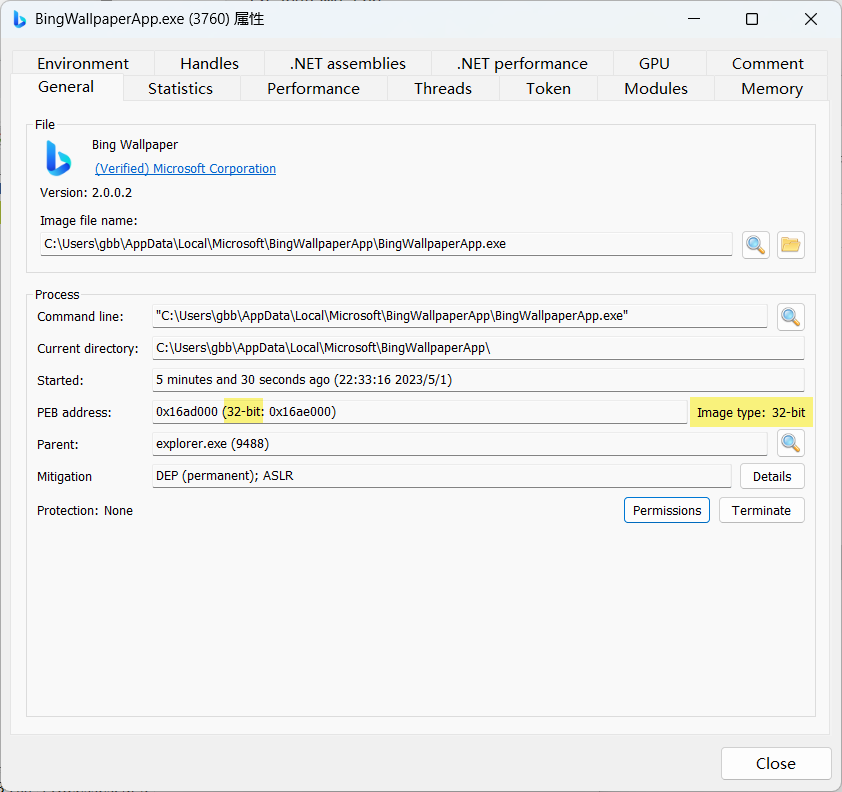 BingWallpaperApp.exe (3760) 属性
Environment Handles .NET assemblies .NET performance GPU Comment
General Statistics Performance Threads Token Modules Memory
File
Bing Wallpaper
(Verified) Microsoft Corporation
Version: 2.0.0.2
Image file name:
C:\Users\gbb\AppData\Local\Microsoft\BingWallpaperApp\BingWallpaperApp.exe
Process
Command line: "C:\Users\gbb\AppData\Local\Microsoft\BingWallpaperApp\BingWallpaperApp.exe"
Current directory: C:\Users\gbb\AppData\Local\Microsoft\BingWallpaperApp\
Started: 5 minutes and 30 seconds ago (22:33:16 2023/5/1)
PEB address: 0x16ad000 (32-bit: 0x16ae000) Image type: 32-bit
Parent: explorer.exe (9488)
Mitigation DEP (permanent); ASLR Details
Protection: None Permissions Terminate
Close